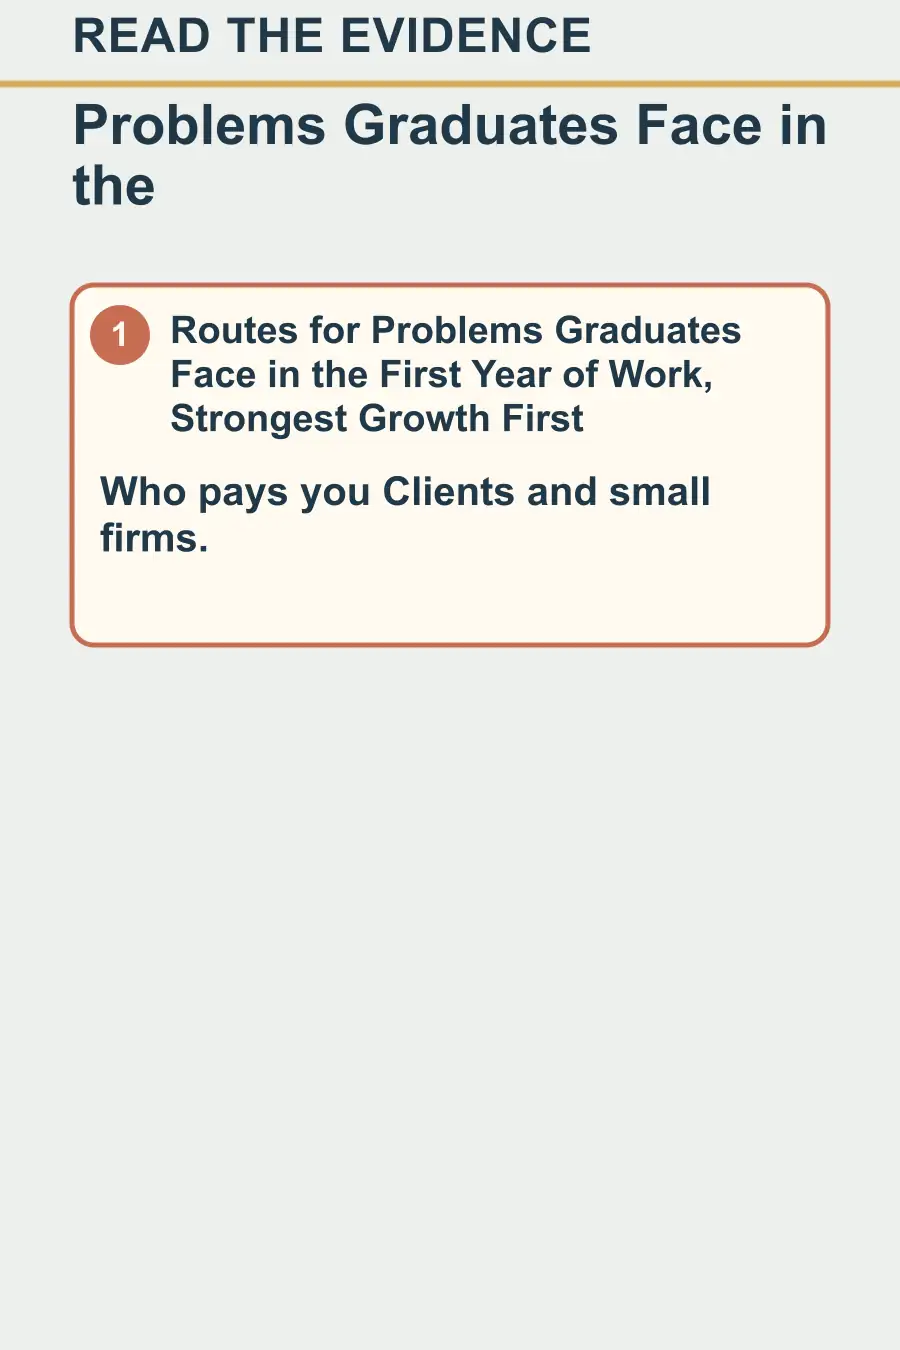 READ THE EVIDENCE
Problems Graduates Face in
the
1
Routes for Problems Graduates
Face in the First Year of Work,
Strongest Growth First
Who pays you Clients and small
firms.